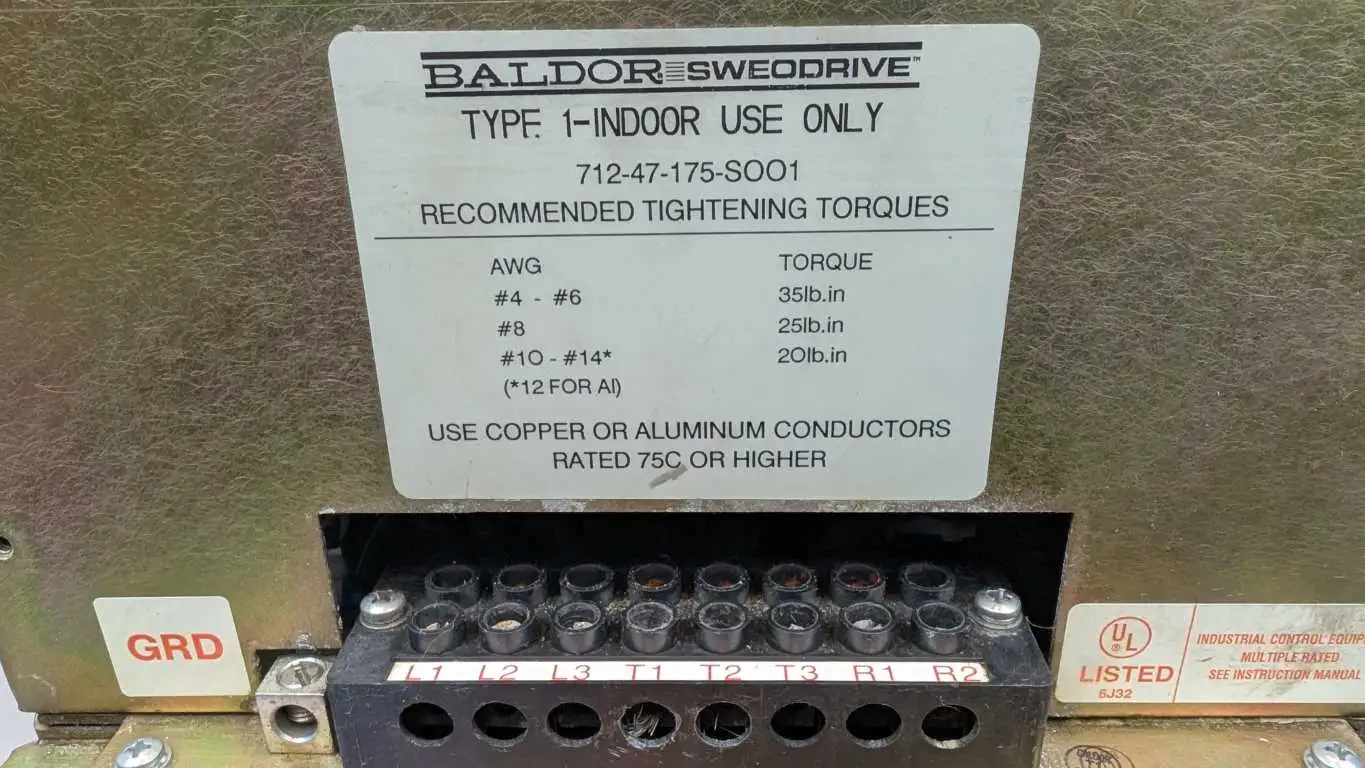 BALDOR SWEODRIVE™
TYPE 1-INDOOR USE ONLY
712-47-175-S001
RECOMMENDED TIGHTENING TORQUES
AWG TORQUE
#4 - #6 35lb.in
#8 25lb.in
#10 - #14* 20lb.in
(*12 FOR Al)
USE COPPER OR ALUMINUM CONDUCTORS
RATED 75C OR HIGHER
GRD
L1 L2 L3 T1 T2 T3 R1 R2
UL
®
LISTED
6J32
INDUSTRIAL CONTROL
MULTIPLE RATED
SEE INSTRUCTION MANUAL